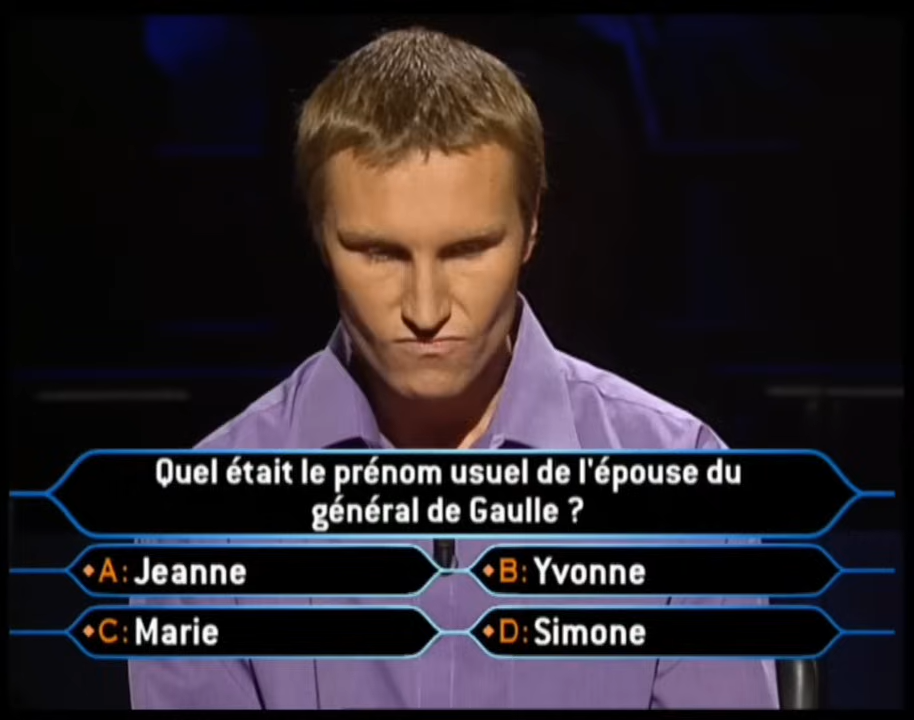 Quel était le prénom usuel de l'épouse du
général de Gaulle ?
A: Jeanne
B: Yvonne
C: Marie
D: Simone